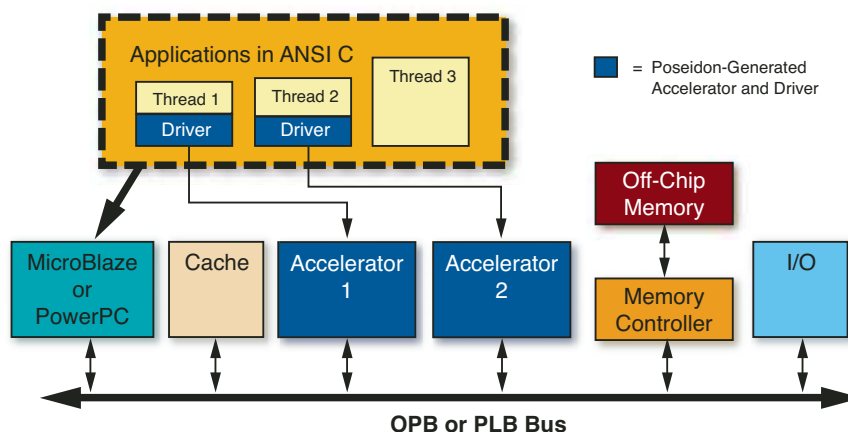 Applications in ANSI C
Thread 1
Driver
Thread 2
Driver
Thread 3
= Poseidon-Generated
Accelerator and Driver
Off-Chip
Memory
MicroBlaze
or
PowerPC
Cache
Accelerator
1
Accelerator
2
Memory
Controller
I/O
OPB or PLB Bus